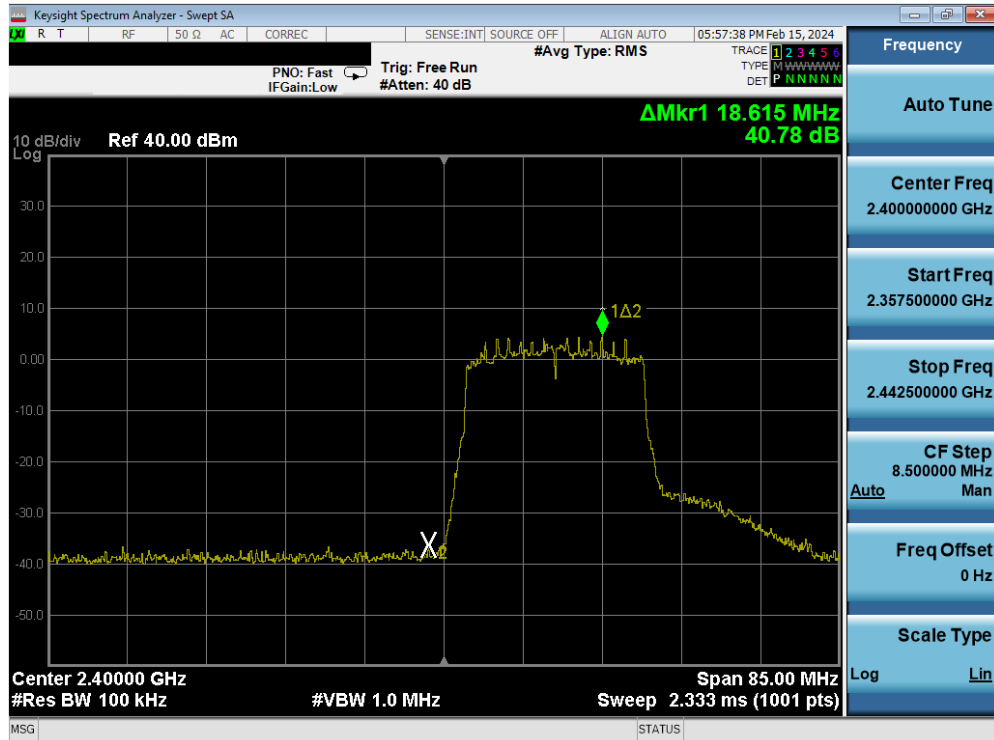 Keysight Spectrum Analyzer - Swept SA
LXI R T RF 50 Ω AC CORREC SENSE:INT SOURCE OFF ALIGN AUTO 05:57:38 PM Feb 15, 2024
#Avg Type: RMS
TRACE 1 2 3 4 5 6
PNO: Fast Trig: Free Run
TYPE M W W W W W
IFGain:Low #Atten: 40 dB
DET P N N N N N
ΔMkr1 18.615 MHz
40.78 dB
10 dB/div Ref 40.00 dBm
Log
30.0
20.0
10.0
1Δ2
0.00
-10.0
-20.0
-30.0
X2
-40.0
-50.0
Center 2.40000 GHz Span 85.00 MHz
#Res BW 100 kHz #VBW 1.0 MHz Sweep 2.333 ms (1001 pts)
MSG STATUS
Frequency
Auto Tune
Center Freq
2.400000000 GHz
Start Freq
2.357500000 GHz
Stop Freq
2.442500000 GHz
CF Step
8.500000 MHz
Auto Man
Freq Offset
0 Hz
Scale Type
Log Lin